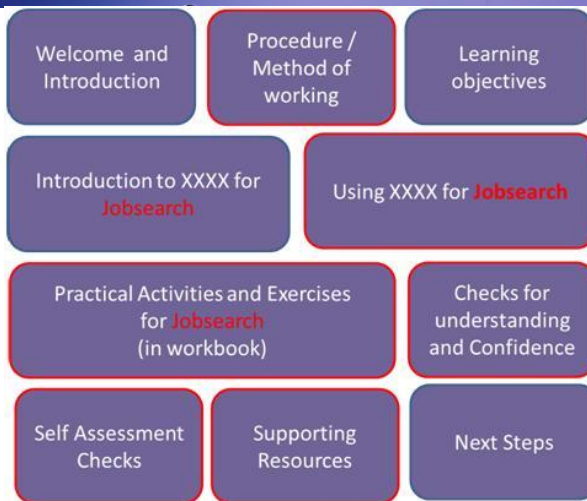 Welcome and
Introduction
Procedure /
Method of
working
Learning
objectives
Introduction to XXXX for
Jobsearch
Using XXXX for Jobsearch
Practical Activities and Exercises
for Jobsearch
(in workbook)
Checks for
understanding
and Confidence
Self Assessment
Checks
Supporting
Resources
Next Steps